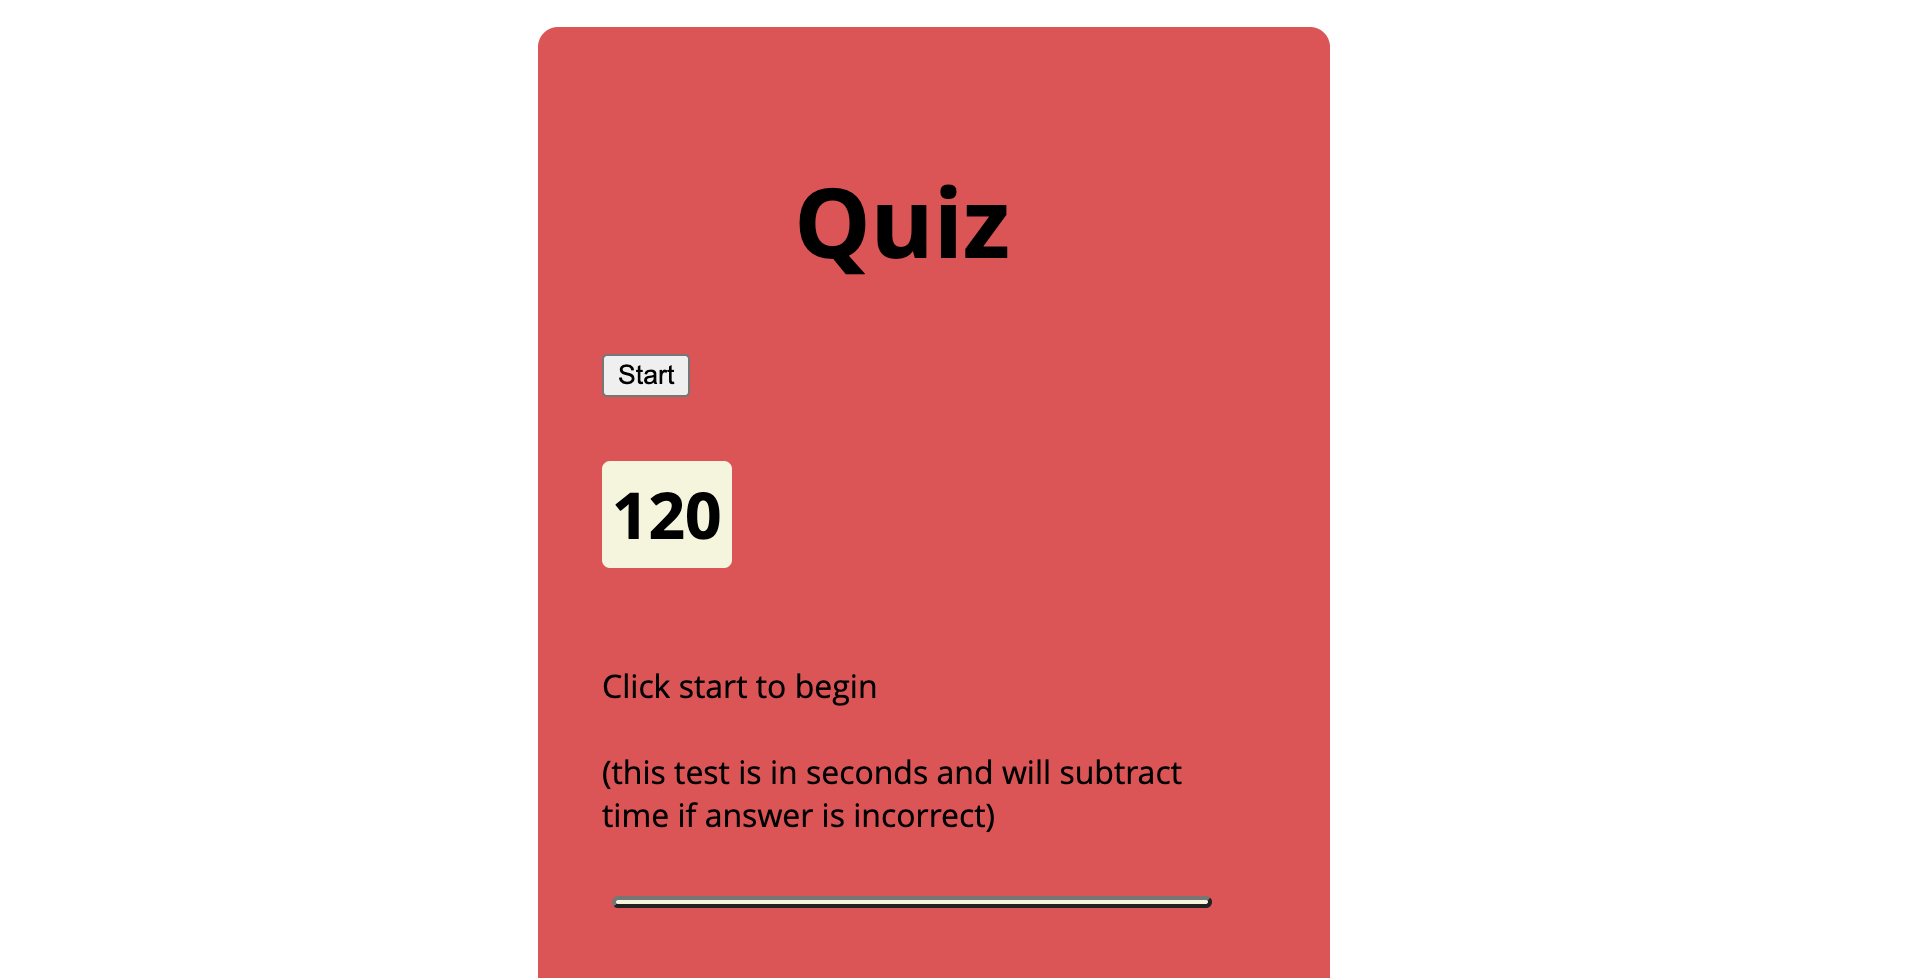 Quiz
Start
120
Click start to begin
(this test is in seconds and will subtract
time if answer is incorrect)